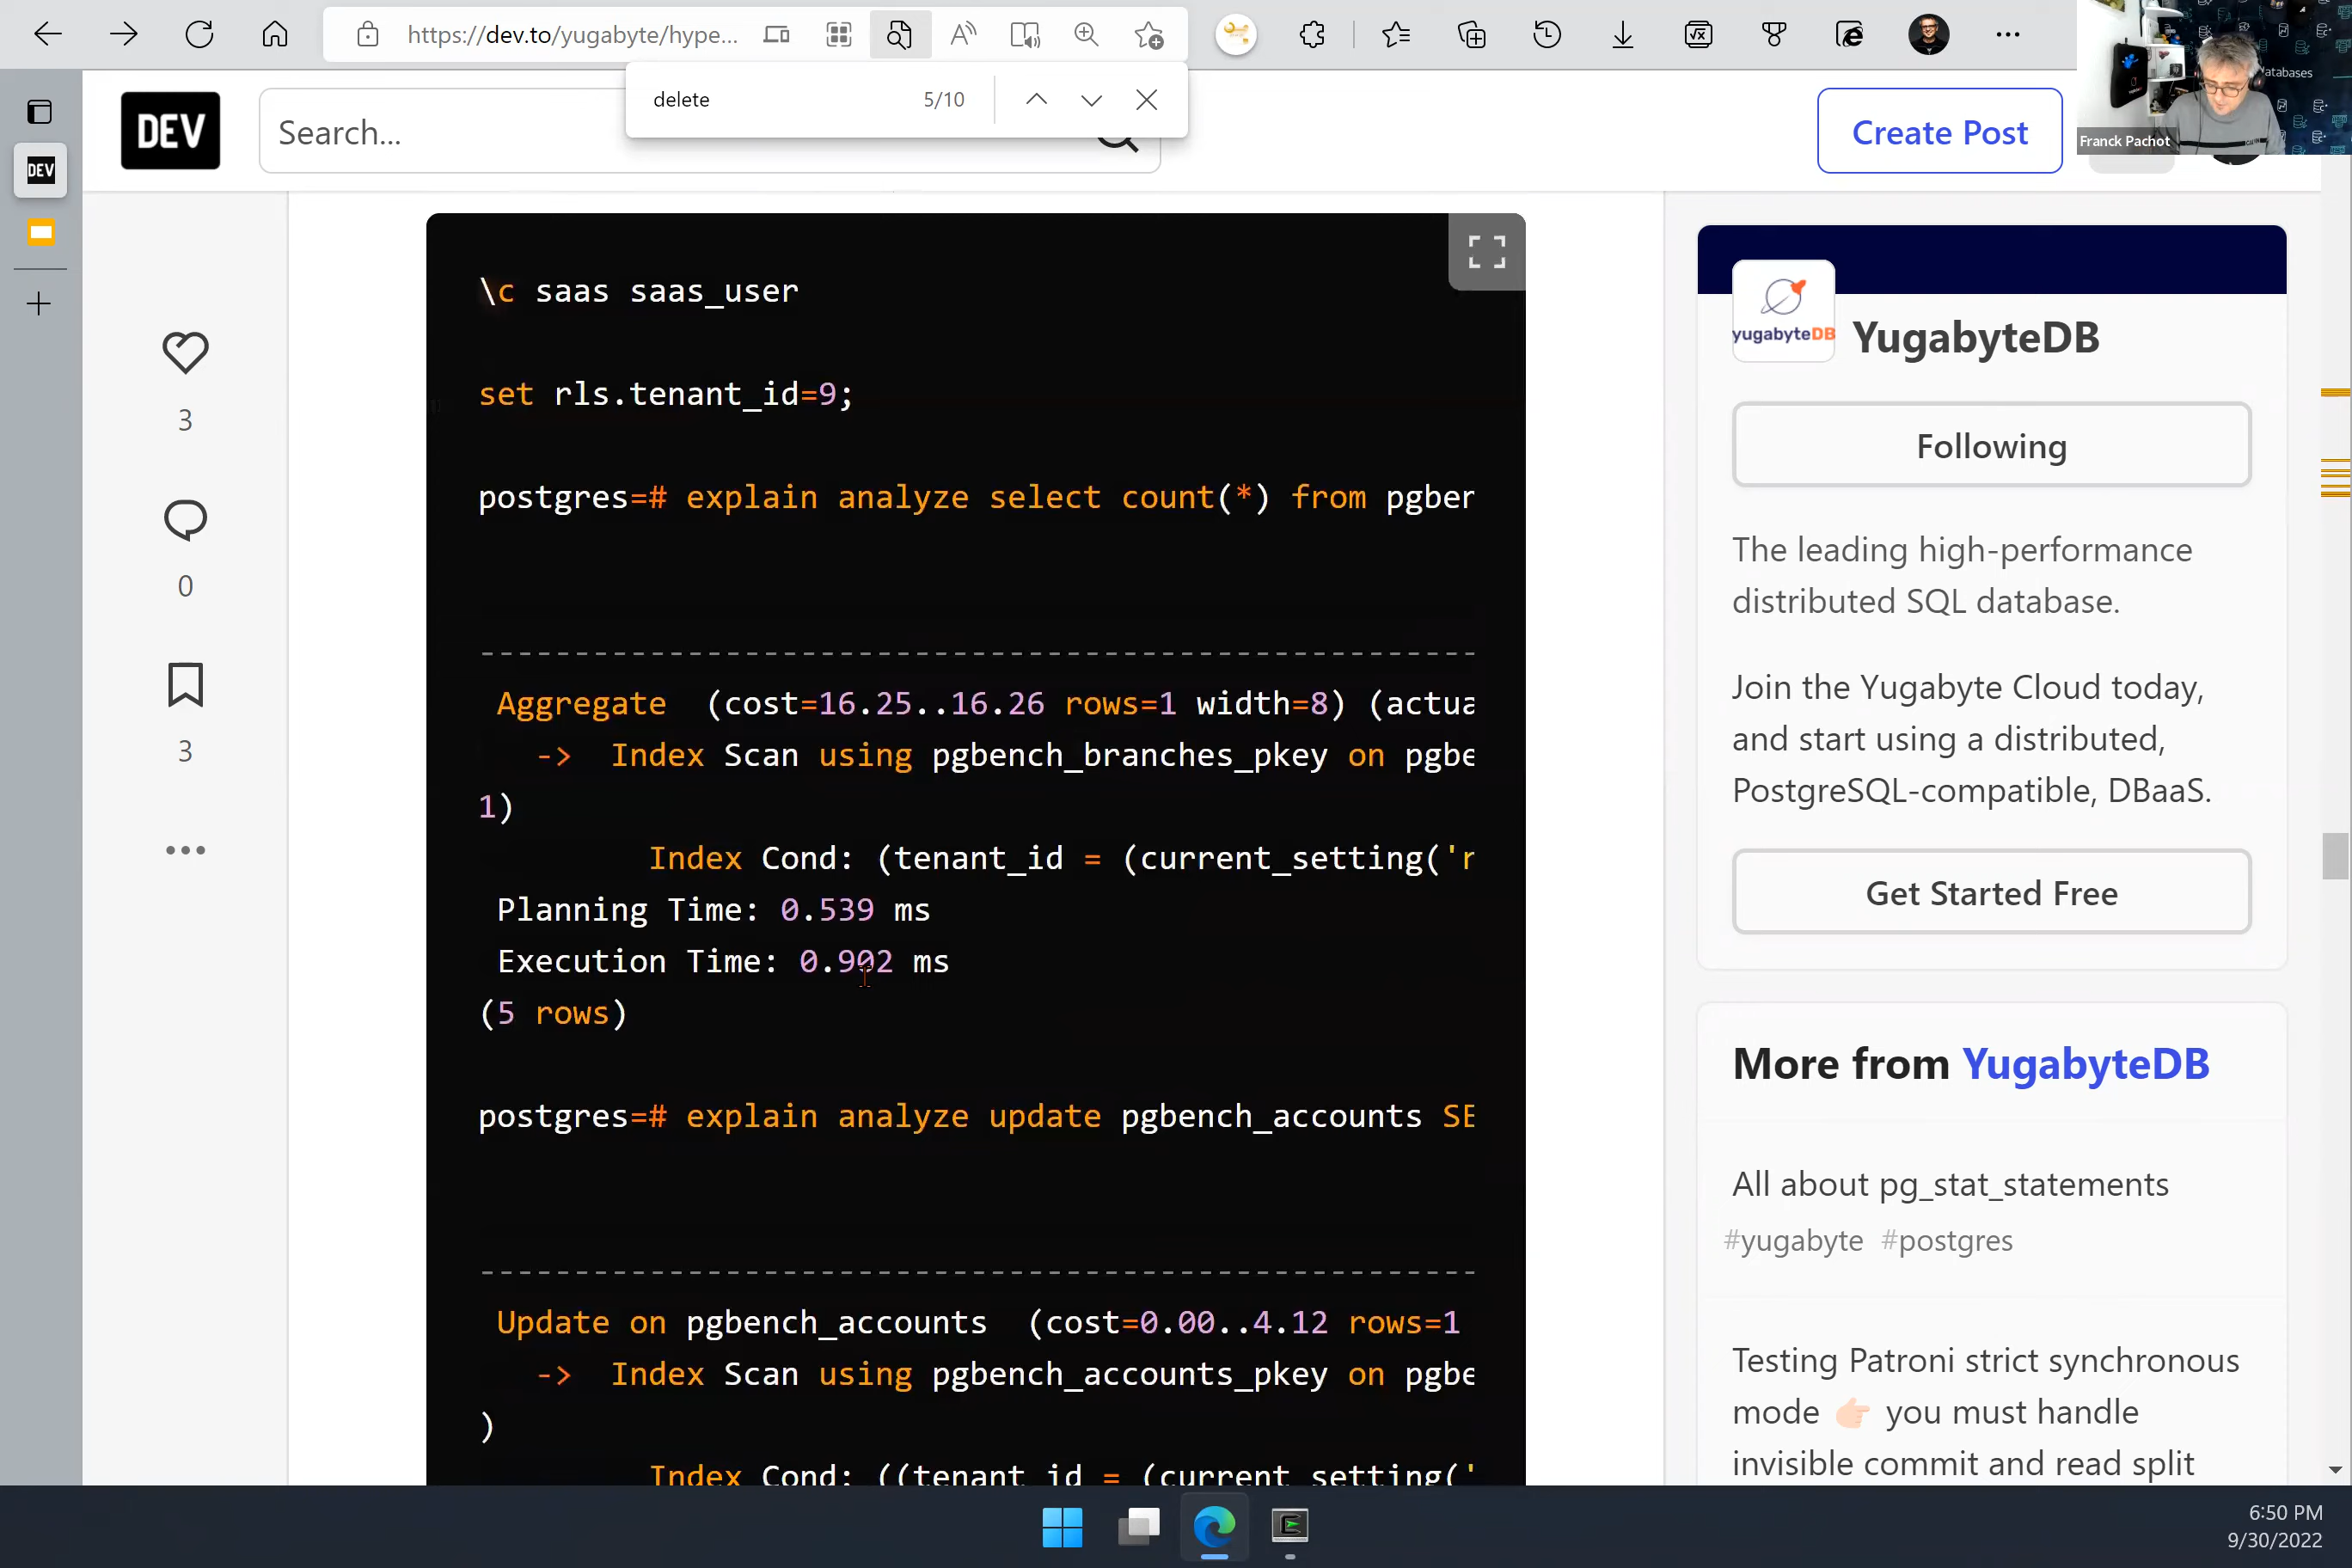 https://dev.to/yugabyte/hype...
delete
5/10
DEV
Search...
Create Post
Databases
Franck Pachot
DEV
3
0
3
\c saas saas_user
set rls.tenant_id=9;
postgres=# explain analyze select count(*) from pgben
--------------------------------------------------
Aggregate (cost=16.25..16.26 rows=1 width=8) (actua
-> Index Scan using pgbench_branches_pkey on pgbe
1)
Index Cond: (tenant_id = (current_setting('r
Planning Time: 0.539 ms
Execution Time: 0.902 ms
(5 rows)
postgres=# explain analyze update pgbench_accounts SE
--------------------------------------------------
Update on pgbench_accounts (cost=0.00..4.12 rows=1
-> Index Scan using pgbench_accounts_pkey on pgbe
)
Index Cond: ((tenant_id = (current_setting('
yugabyteDB
YugabyteDB
Following
The leading high-performance
distributed SQL database.
Join the Yugabyte Cloud today,
and start using a distributed,
PostgreSQL-compatible, DBaaS.
Get Started Free
More from YugabyteDB
All about pg_stat_statements
#yugabyte #postgres
Testing Patroni strict synchronous
mode 👉🏻 you must handle
invisible commit and read split
6:50 PM
9/30/2022